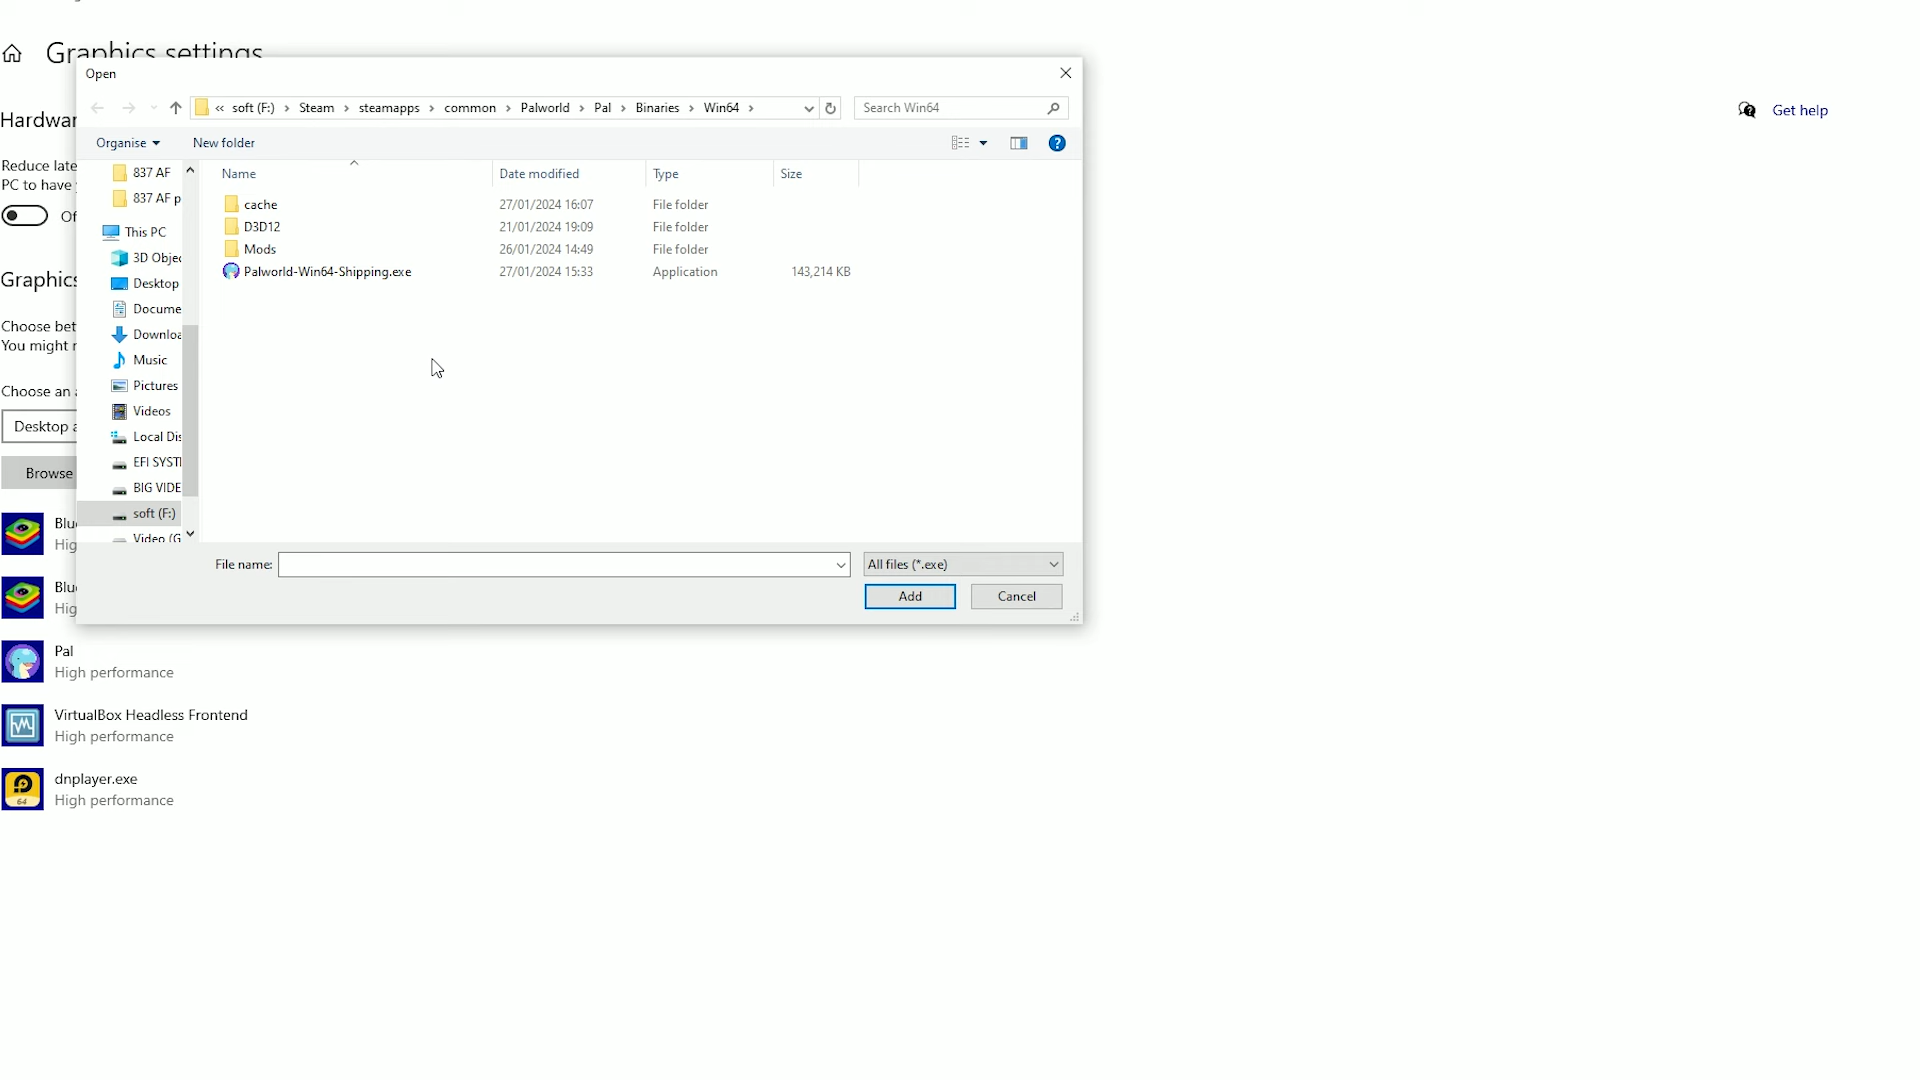 Graphics settings
Open
« soft (F:) > Steam > steamapps > common > Palworld > Pal > Binaries > Win64 >
Search Win64
Get help
Organise
New folder
Name
Date modified
Type
Size
cache
27/01/2024 16:07
File folder
D3D12
21/01/2024 19:09
File folder
Mods
26/01/2024 14:49
File folder
Palworld-Win64-Shipping.exe
27/01/2024 15:33
Application
143,214 KB
837 AF
837 AF p
This PC
3D Objec
Desktop
Docume
Downloa
Music
Pictures
Videos
Local Dis
EFI SYSTI
BIG VIDE
soft (F:)
Video (G
File name:
All files (*.exe)
Add
Cancel
Hardwar
Reduce late
PC to have
Of
Graphics
Choose bet
You might r
Choose an a
Desktop a
Browse
Blu
Hig
Blu
Hig
Pal
High performance
VirtualBox Headless Frontend
High performance
dnplayer.exe
High performance